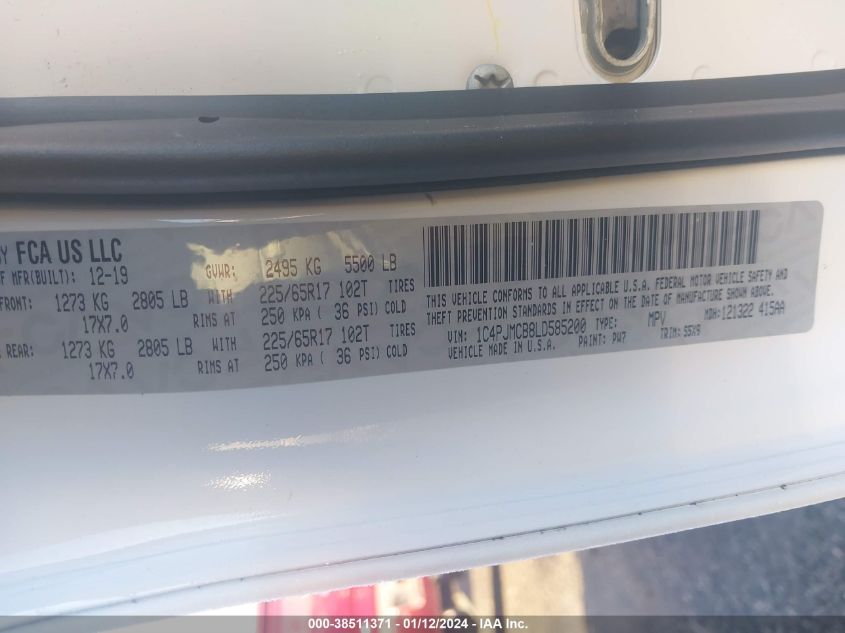 BY FCA US LLC
OF MFR(BUILT): 12-19
GVWR: 2495 KG 5500 LB
FRONT: 1273 KG 2805 LB WITH 225/65R17 102T TIRES
17X7.0 RIMS AT 250 KPA ( 36 PSI) COLD
REAR: 1273 KG 2805 LB WITH 225/65R17 102T TIRES
17X7.0 RIMS AT 250 KPA ( 36 PSI) COLD
THIS VEHICLE CONFORMS TO ALL APPLICABLE U.S.A. FEDERAL MOTOR VEHICLE SAFETY AND
THEFT PREVENTION STANDARDS IN EFFECT ON THE DATE OF MANUFACTURE SHOWN ABOVE.
VIN: 1C4PJMCB8LD585200 TYPE: MPV MDH: 121322 415AA
VEHICLE MADE IN U.S.A. PAINT: PW7 TRIM: S5X9
000-38511371 - 01/12/2024 - IAA Inc.